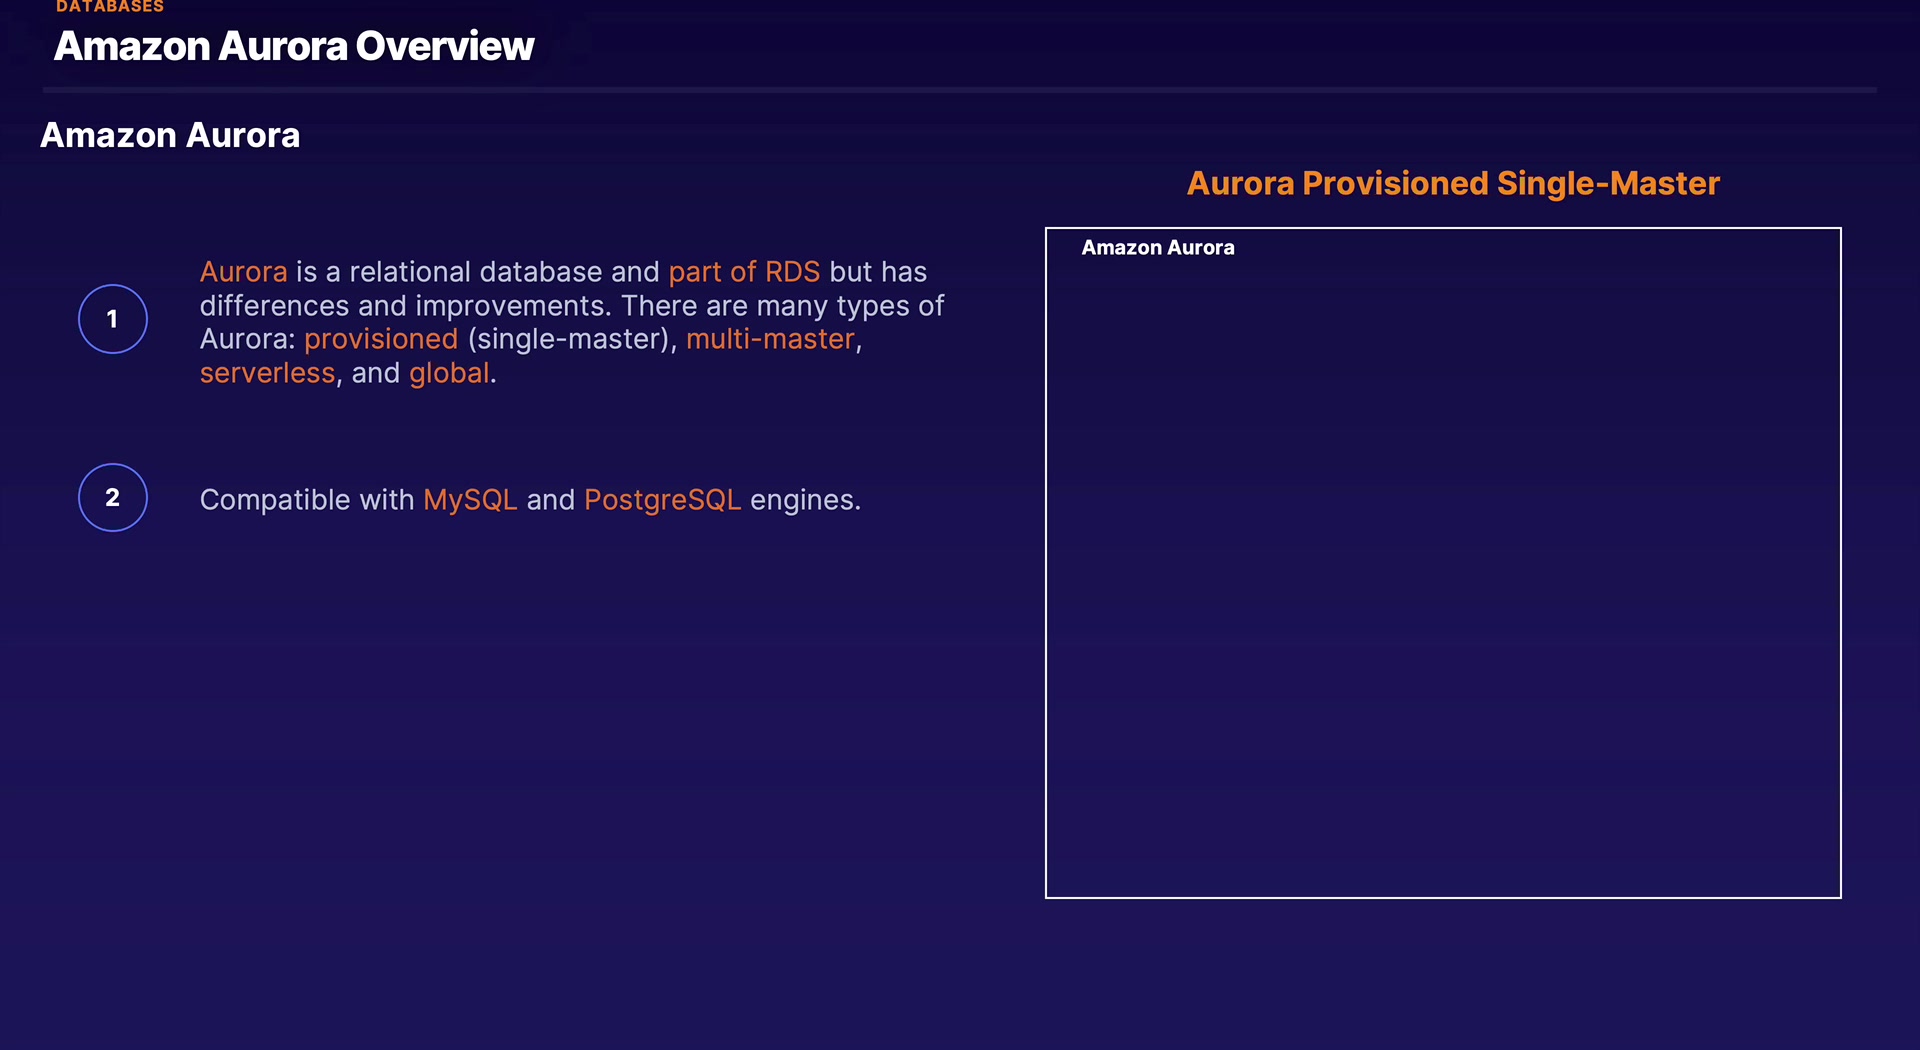 DATABASES
Amazon Aurora Overview
Amazon Aurora
1
Aurora is a relational database and part of RDS but has
differences and improvements. There are many types of
Aurora: provisioned (single-master), multi-master,
serverless, and global.
2
Compatible with MySQL and PostgreSQL engines.
Aurora Provisioned Single-Master
Amazon Aurora